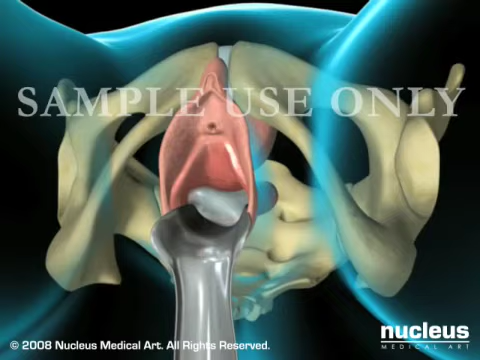 SAMPLE USE ONLY
nucleus
MEDICAL ART
© 2008 Nucleus Medical Art. All Rights Reserved.